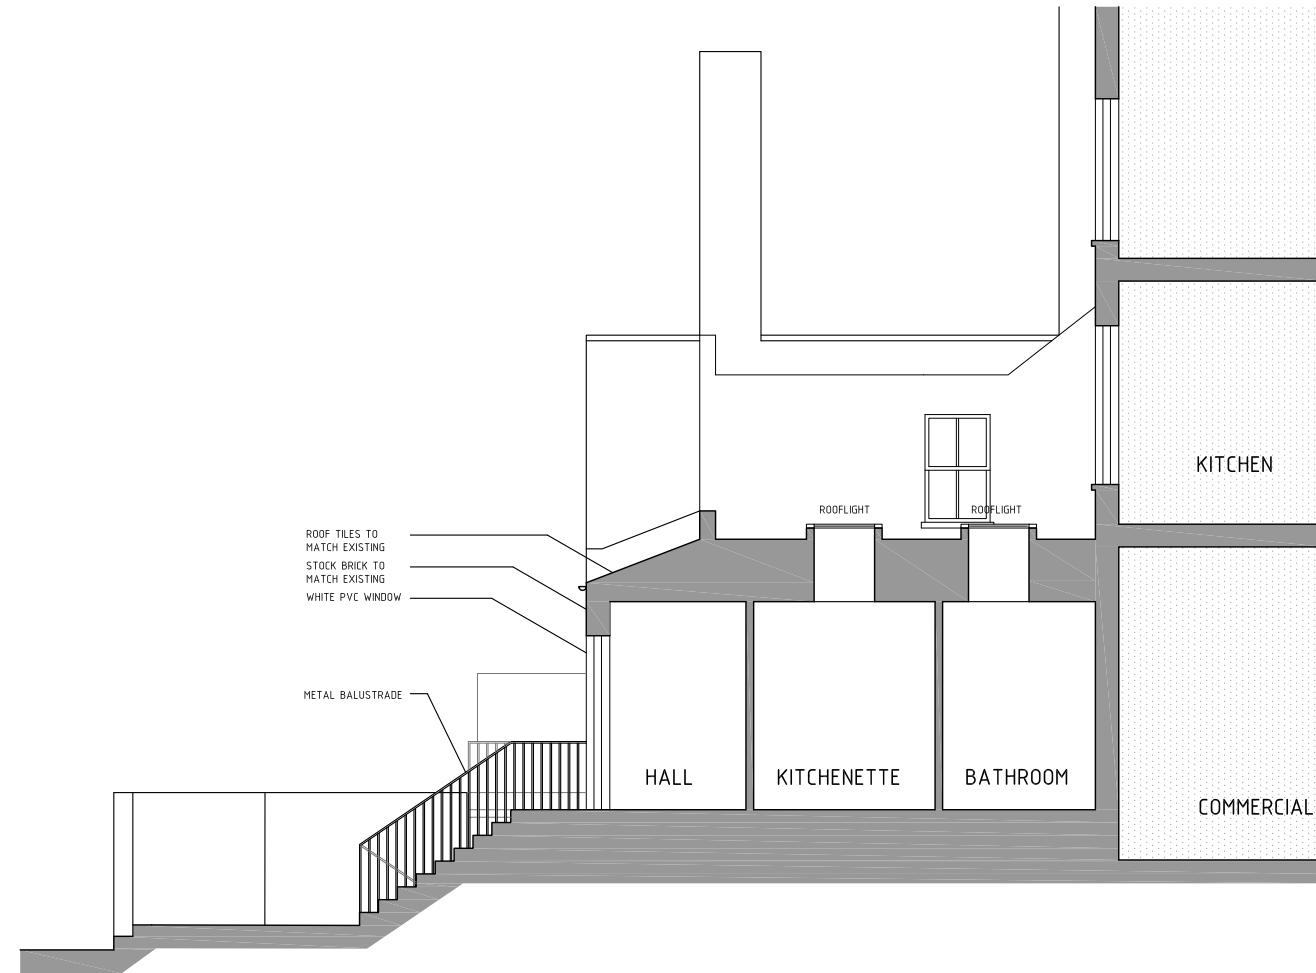 KITCHEN
ROOFLIGHT
ROOFLIGHT
ROOF TILES TO
MATCH EXISTING
STOCK BRICK TO
MATCH EXISTING
WHITE PVC WINDOW
METAL BALUSTRADE
HALL
KITCHENETTE
BATHROOM
COMMERCIAL